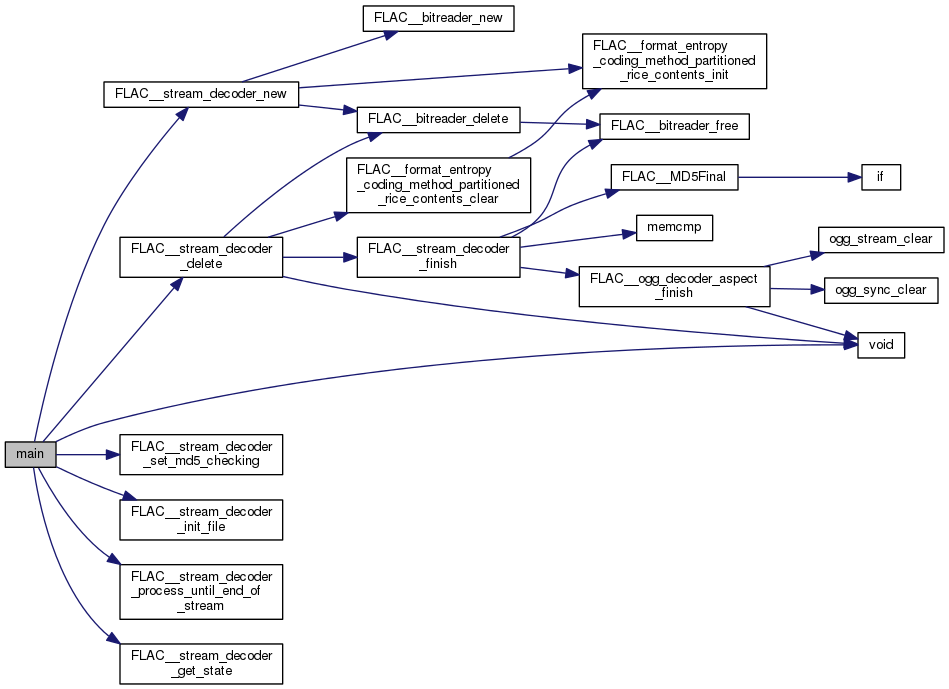 FLAC__bitreader_new
FLAC__format_entropy
_coding_method_partitioned
_rice_contents_init
FLAC__stream_decoder_new
FLAC__bitreader_delete
FLAC__bitreader_free
FLAC__format_entropy
_coding_method_partitioned
_rice_contents_clear
FLAC__MD5Final
if
memcmp
FLAC__stream_decoder
_delete
FLAC__stream_decoder
_finish
ogg_stream_clear
FLAC__ogg_decoder_aspect
_finish
ogg_sync_clear
void
main
FLAC__stream_decoder
_set_md5_checking
FLAC__stream_decoder
_init_file
FLAC__stream_decoder
_process_until_end_of
_stream
FLAC__stream_decoder
_get_state